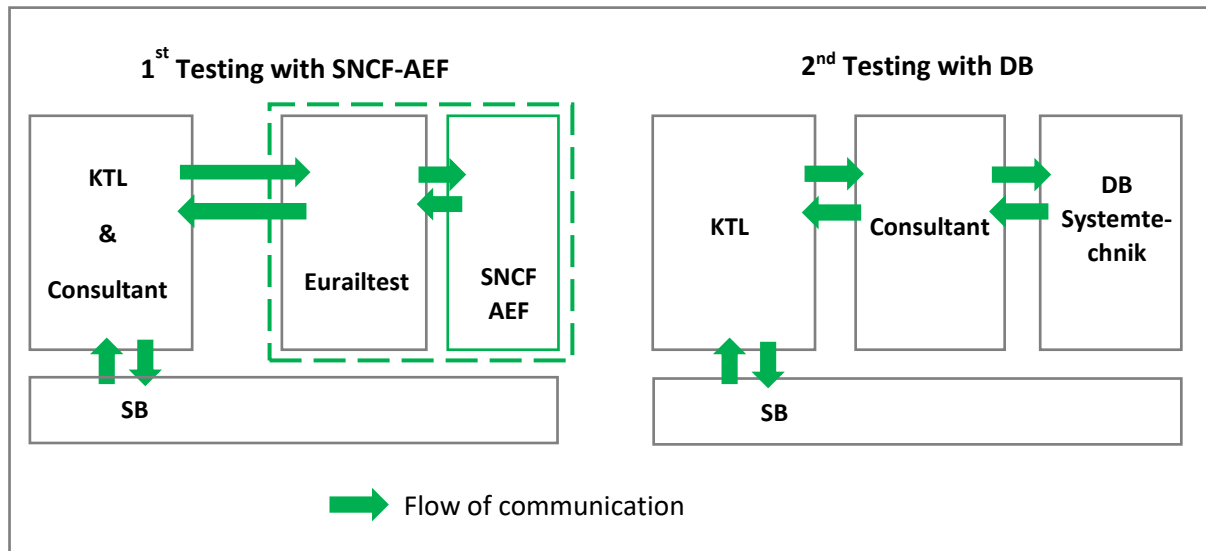 1st Testing with SNCF-AEF
KTL
&
Consultant
Eurailtest
SNCF
AEF
SB
2nd Testing with DB
KTL
Consultant
DB
Systemte-
chnik
SB
Flow of communication